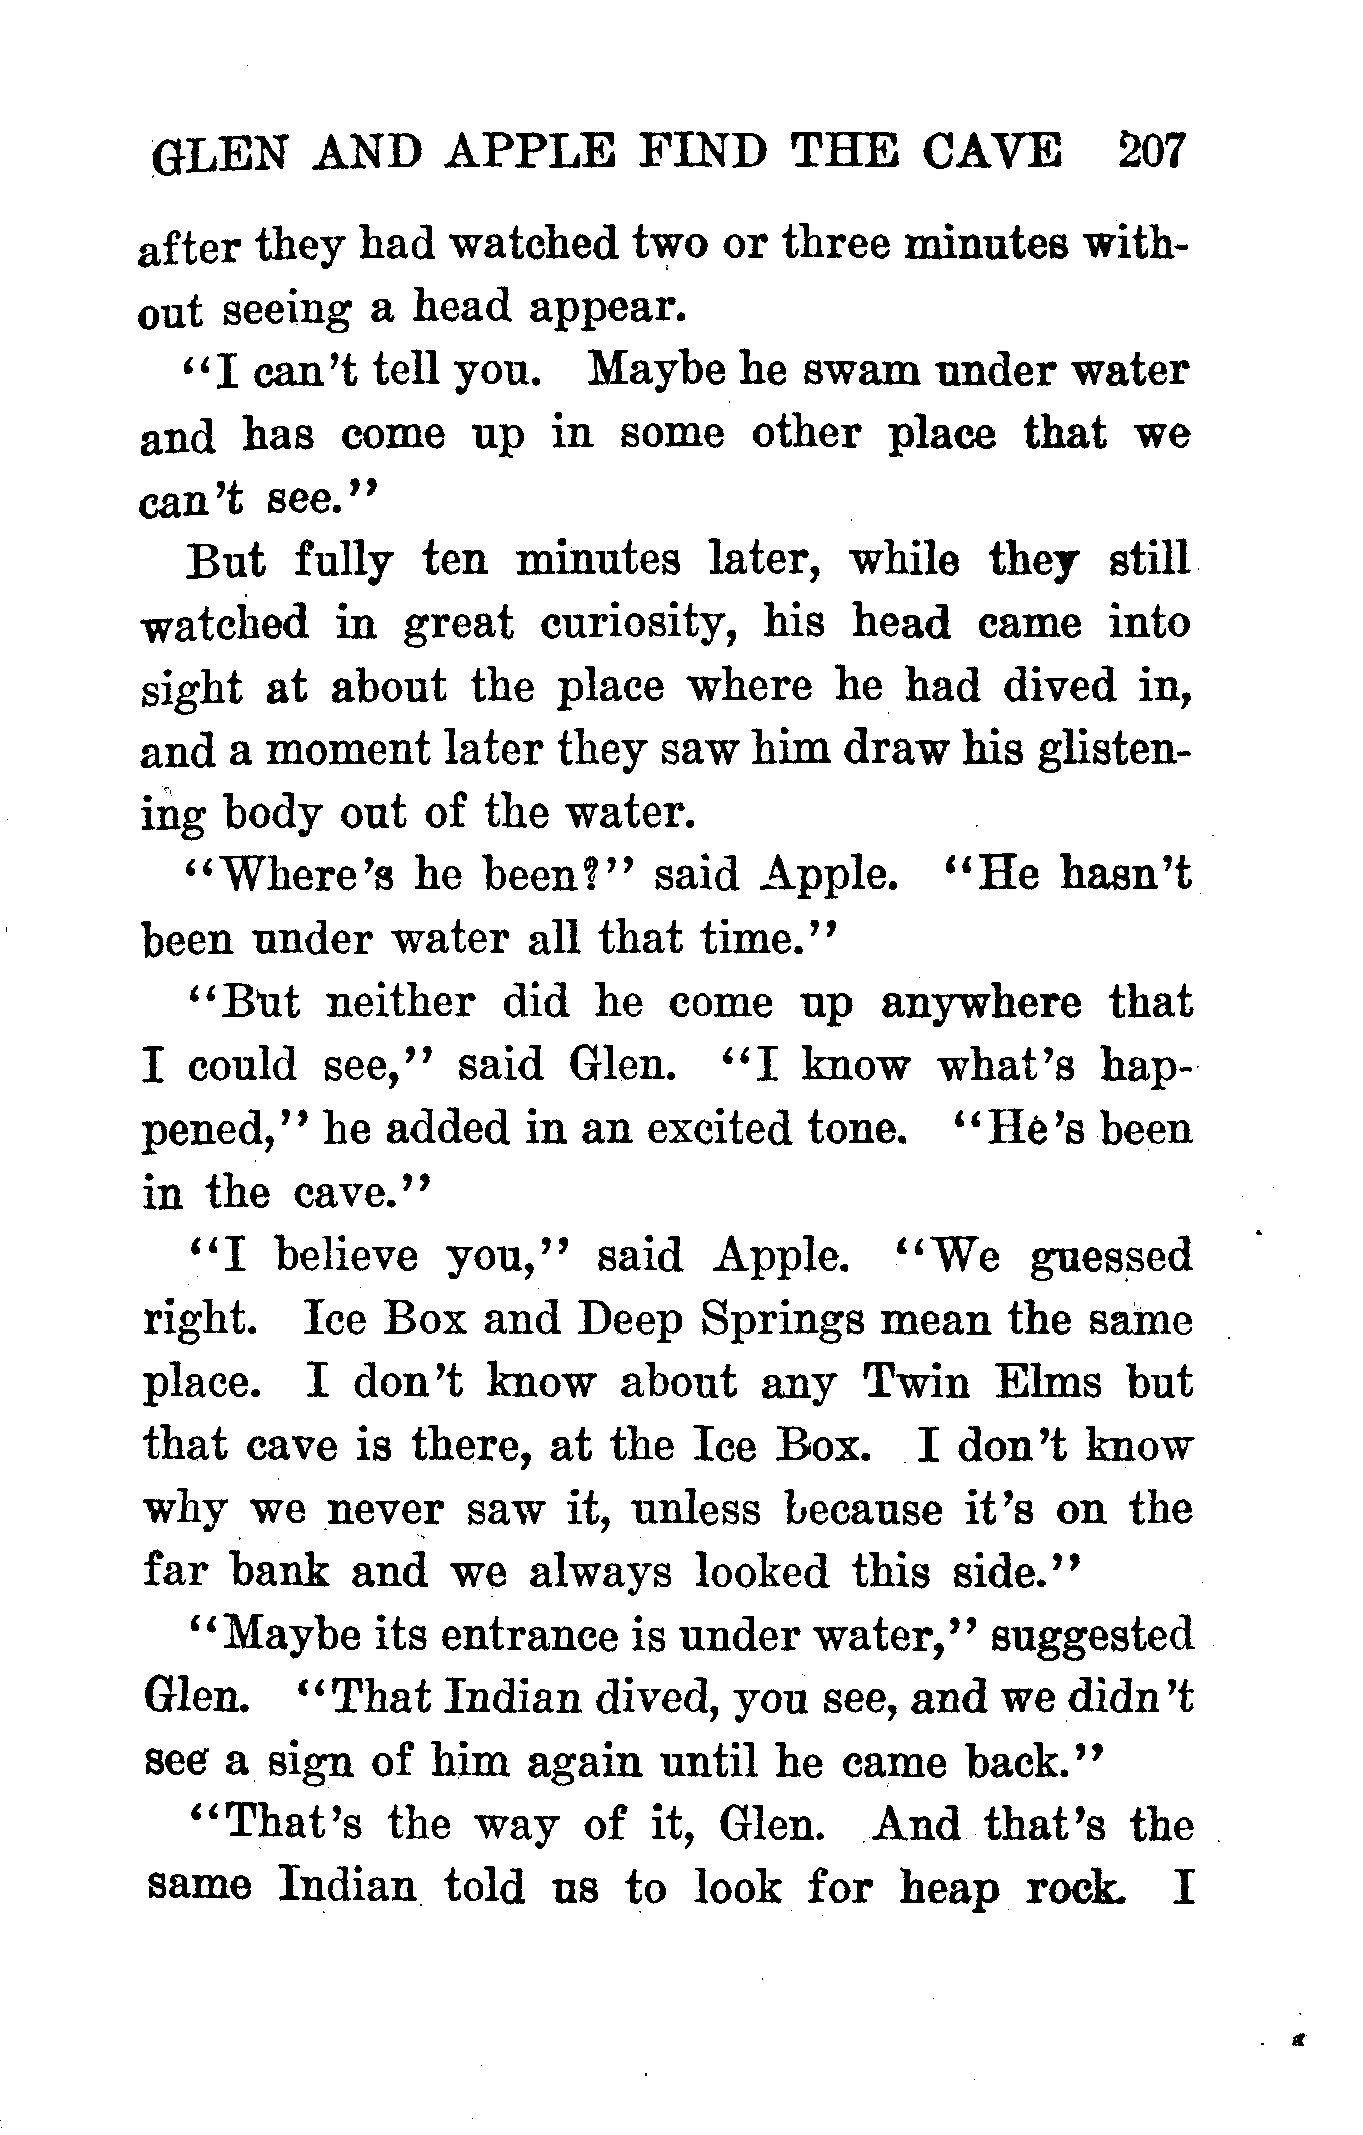 GLEN AND APPLE FIND THE CAVE 207
after they had watched two or three minutes with-
out seeing a head appear.
"I can't tell you. Maybe he swam under water
and has come up in some other place that we
can't see."
But fully ten minutes later, while they still
watched in great curiosity, his head came into
sight at about the place where he had dived in,
and a moment later they saw him draw his glisten-
ing body out of the water.
"Where's he been?" said Apple. "He hasn't
been under water all that time."
"But neither did he come up anywhere that
I could see," said Glen. "I know what's hap-
pened," he added in an excited tone. "He's been
in the cave."
"I believe you," said Apple. "We guessed
right. Ice Box and Deep Springs mean the same
place. I don't know about any Twin Elms but
that cave is there, at the Ice Box. I don't know
why we never saw it, unless because it's on the
far bank and we always looked this side."
"Maybe its entrance is under water," suggested
Glen. "That Indian dived, you see, and we didn't
see a sign of him again until he came back."
"That's the way of it, Glen. And that's the
same Indian told us to look for heap rock. I